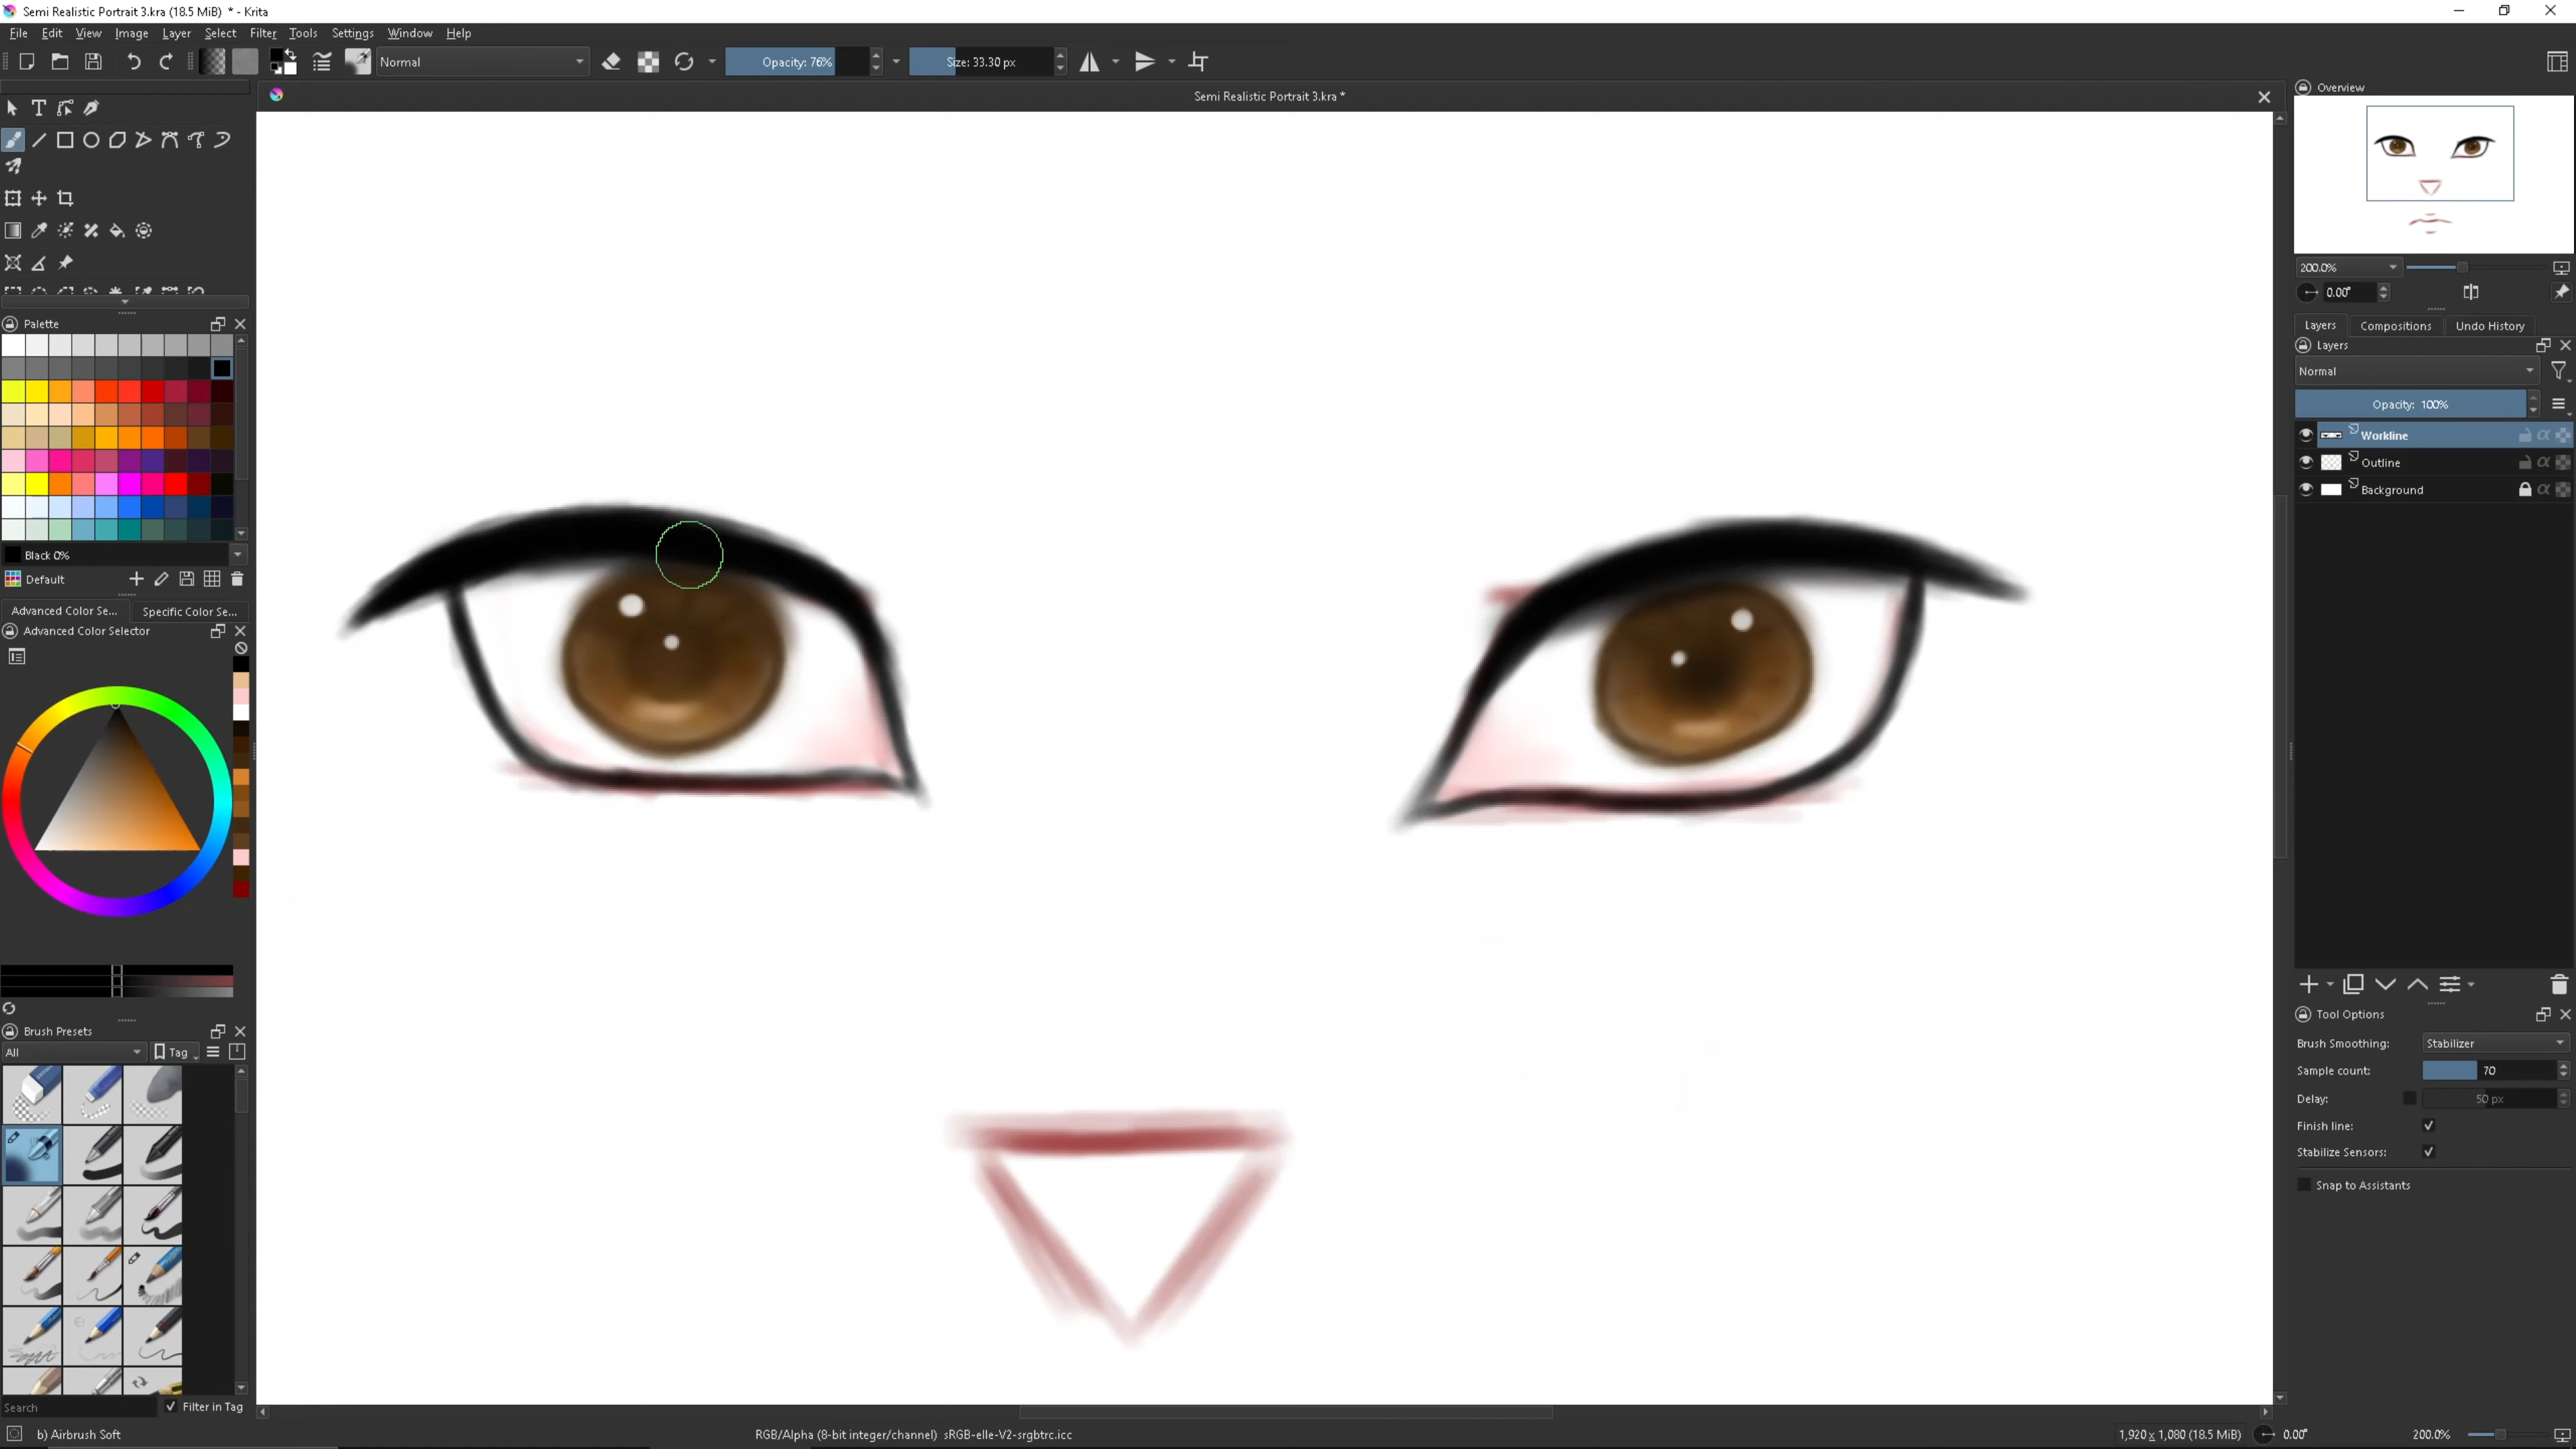 Semi Realistic Portrait 3.kra (18.5 MiB) * - Krita
File Edit View Image Layer Select Filter Tools Settings Window Help
Normal Opacity: 76% Size: 33.30 px
Semi Realistic Portrait 3.kra *
Overview
200.0%
0.00°
Layers Compositions Undo History
Layers
Normal
Opacity: 100%
Workline
Outline
Background
Palette
Black 0%
Default
Advanced Color Se... Specific Color Se...
Advanced Color Selector
Brush Presets
All Tag
Search Filter in Tag
Tool Options
Brush Smoothing: Stabilizer
Sample count: 70
Delay: 50 px
Finish line:
Stabilize Sensors:
Snap to Assistants
b) Airbrush Soft RGB/Alpha (8-bit integer/channel) sRGB-elle-V2-srgbtrc.icc 1,920 x 1,080 (18.5 MiB) 0.00° 200.0%